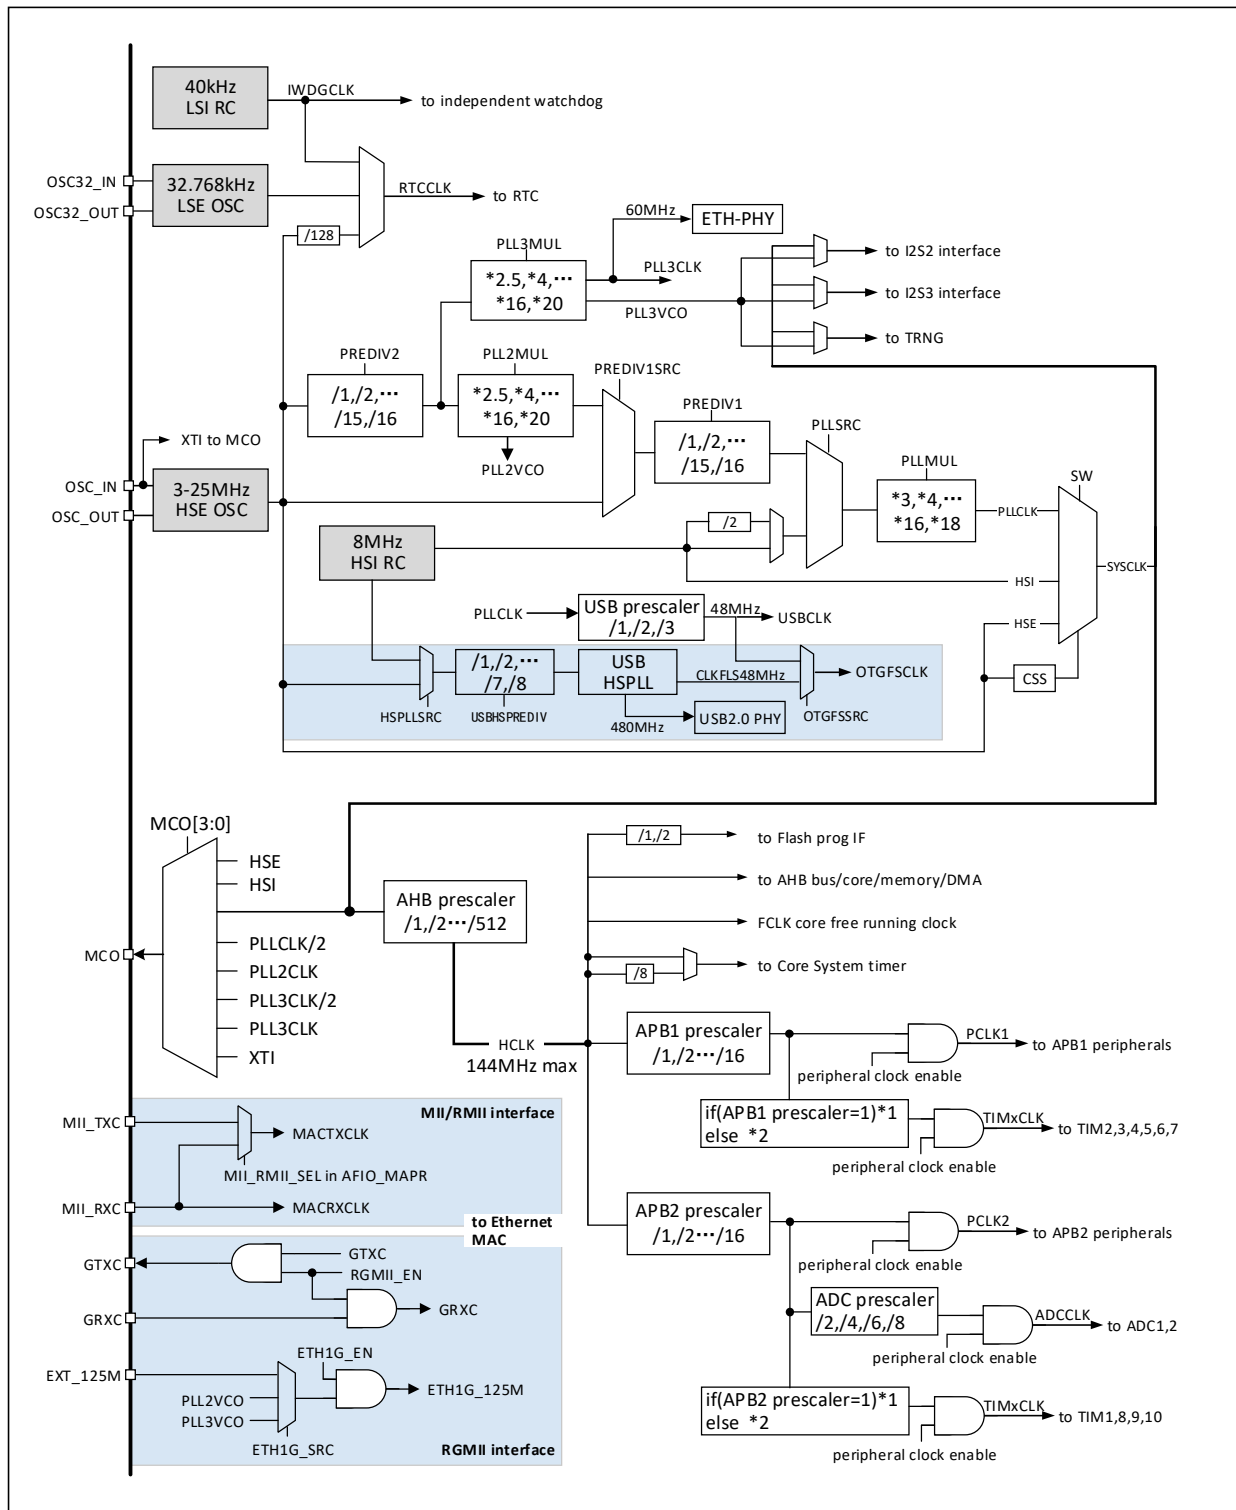 40kHz
LSI RC
IWDGCLK
to independent watchdog
OSC32_IN
OSC32_OUT
32.768kHz
LSE OSC
RTCCLK
to RTC
/128
60MHz
ETH-PHY
PLL3MUL
*2.5,*4,···
*16,*20
PLL3CLK
PLL3VCO
to I2S2 interface
to I2S3 interface
to TRNG
PREDIV2
/1,/2,···
/15,/16
PLL2MUL
*2.5,*4,···
*16,*20
PLL2VCO
PREDIV1SRC
PREDIV1
/1,/2,···
/15,/16
PLLSRC
PLLMUL
*3,*4,···
*16,*18
PLLCLK
SW
XTI to MCO
OSC_IN
OSC_OUT
3-25MHz
HSE OSC
/2
8MHz
HSI RC
HSI
SYSCLK
HSE
CSS
PLLCLK
USB prescaler
/1,/2,/3
48MHz
USBCLK
/1,/2,···
/7,/8
USB
HSPLL
CLKFLS48MHz
OTGFSCLK
HSPLLSRC
USBHSPREDIV
480MHz
USB2.0 PHY
OTGFSSRC
MCO[3:0]
HSE
HSI
PLLCLK/2
PLL2CLK
PLL3CLK/2
PLL3CLK
XTI
MCO
AHB prescaler
/1,/2···/512
/1,/2
to Flash prog IF
to AHB bus/core/memory/DMA
FCLK core free running clock
/8
to Core System timer
HCLK
144MHz max
APB1 prescaler
/1,/2···/16
PCLK1
to APB1 peripherals
peripheral clock enable
if(APB1 prescaler=1)*1
else *2
TIMxCLK
to TIM2,3,4,5,6,7
peripheral clock enable
MII_TXC
MII/RMII interface
MACTXCLK
MII_RMII_SEL in AFIO_MAPR
MII_RXC
MACRXCLK
to Ethernet
MAC
APB2 prescaler
/1,/2···/16
PCLK2
to APB2 peripherals
peripheral clock enable
GTXC
GTXC
RGMII_EN
GRXC
GRXC
ADC prescaler
/2,/4,/6,/8
ADCCLK
to ADC1,2
peripheral clock enable
EXT_125M
ETH1G_EN
PLL2VCO
PLL3VCO
ETH1G_125M
ETH1G_SRC
RGMII interface
if(APB2 prescaler=1)*1
else *2
TIMxCLK
to TIM1,8,9,10
peripheral clock enable